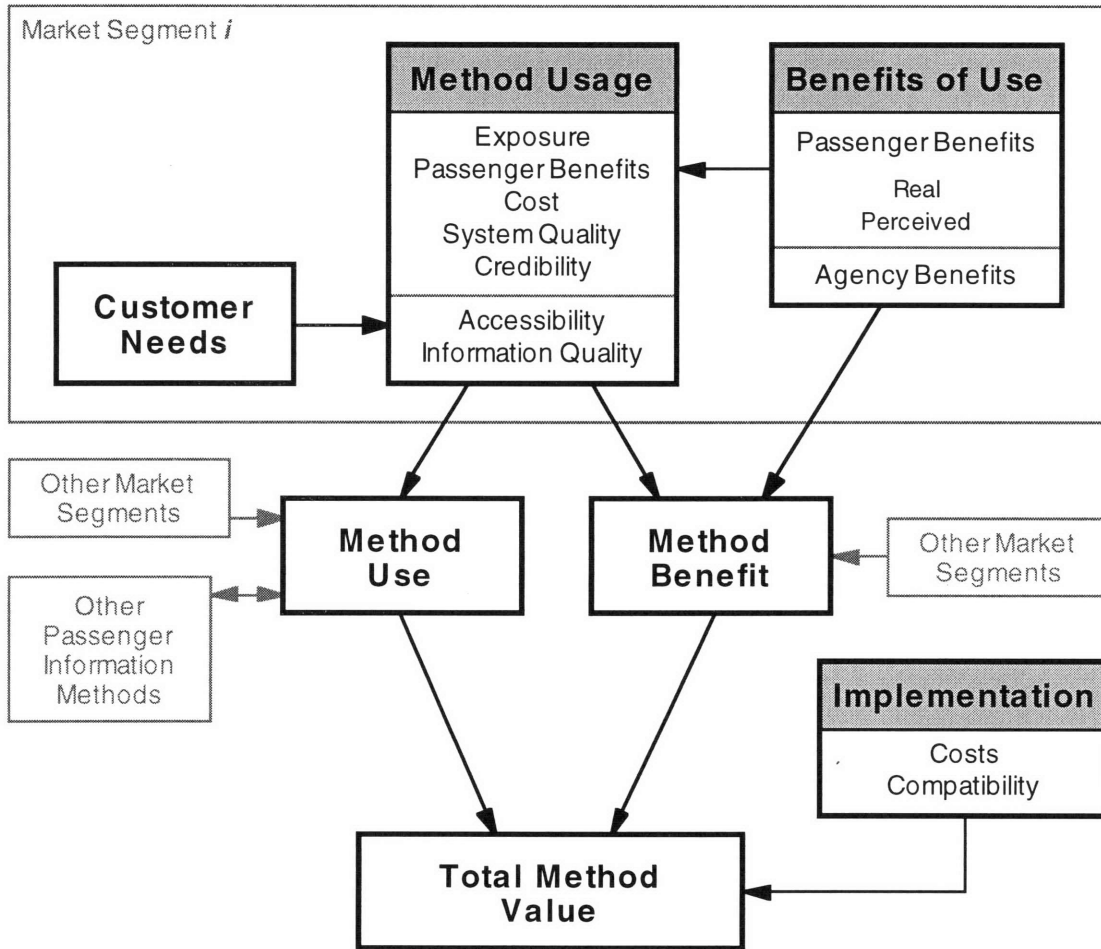 Market Segment i
Method Usage
Exposure
Passenger Benefits
Cost
System Quality
Credibility
Accessibility
Information Quality
Benefits of Use
Passenger Benefits
Real
Perceived
Agency Benefits
Customer
Needs
Other Market
Segments
Method
Use
Method
Benefit
Other Market
Segments
Other
Passenger
Information
Methods
Implementation
Costs
Compatibility
Total Method
Value